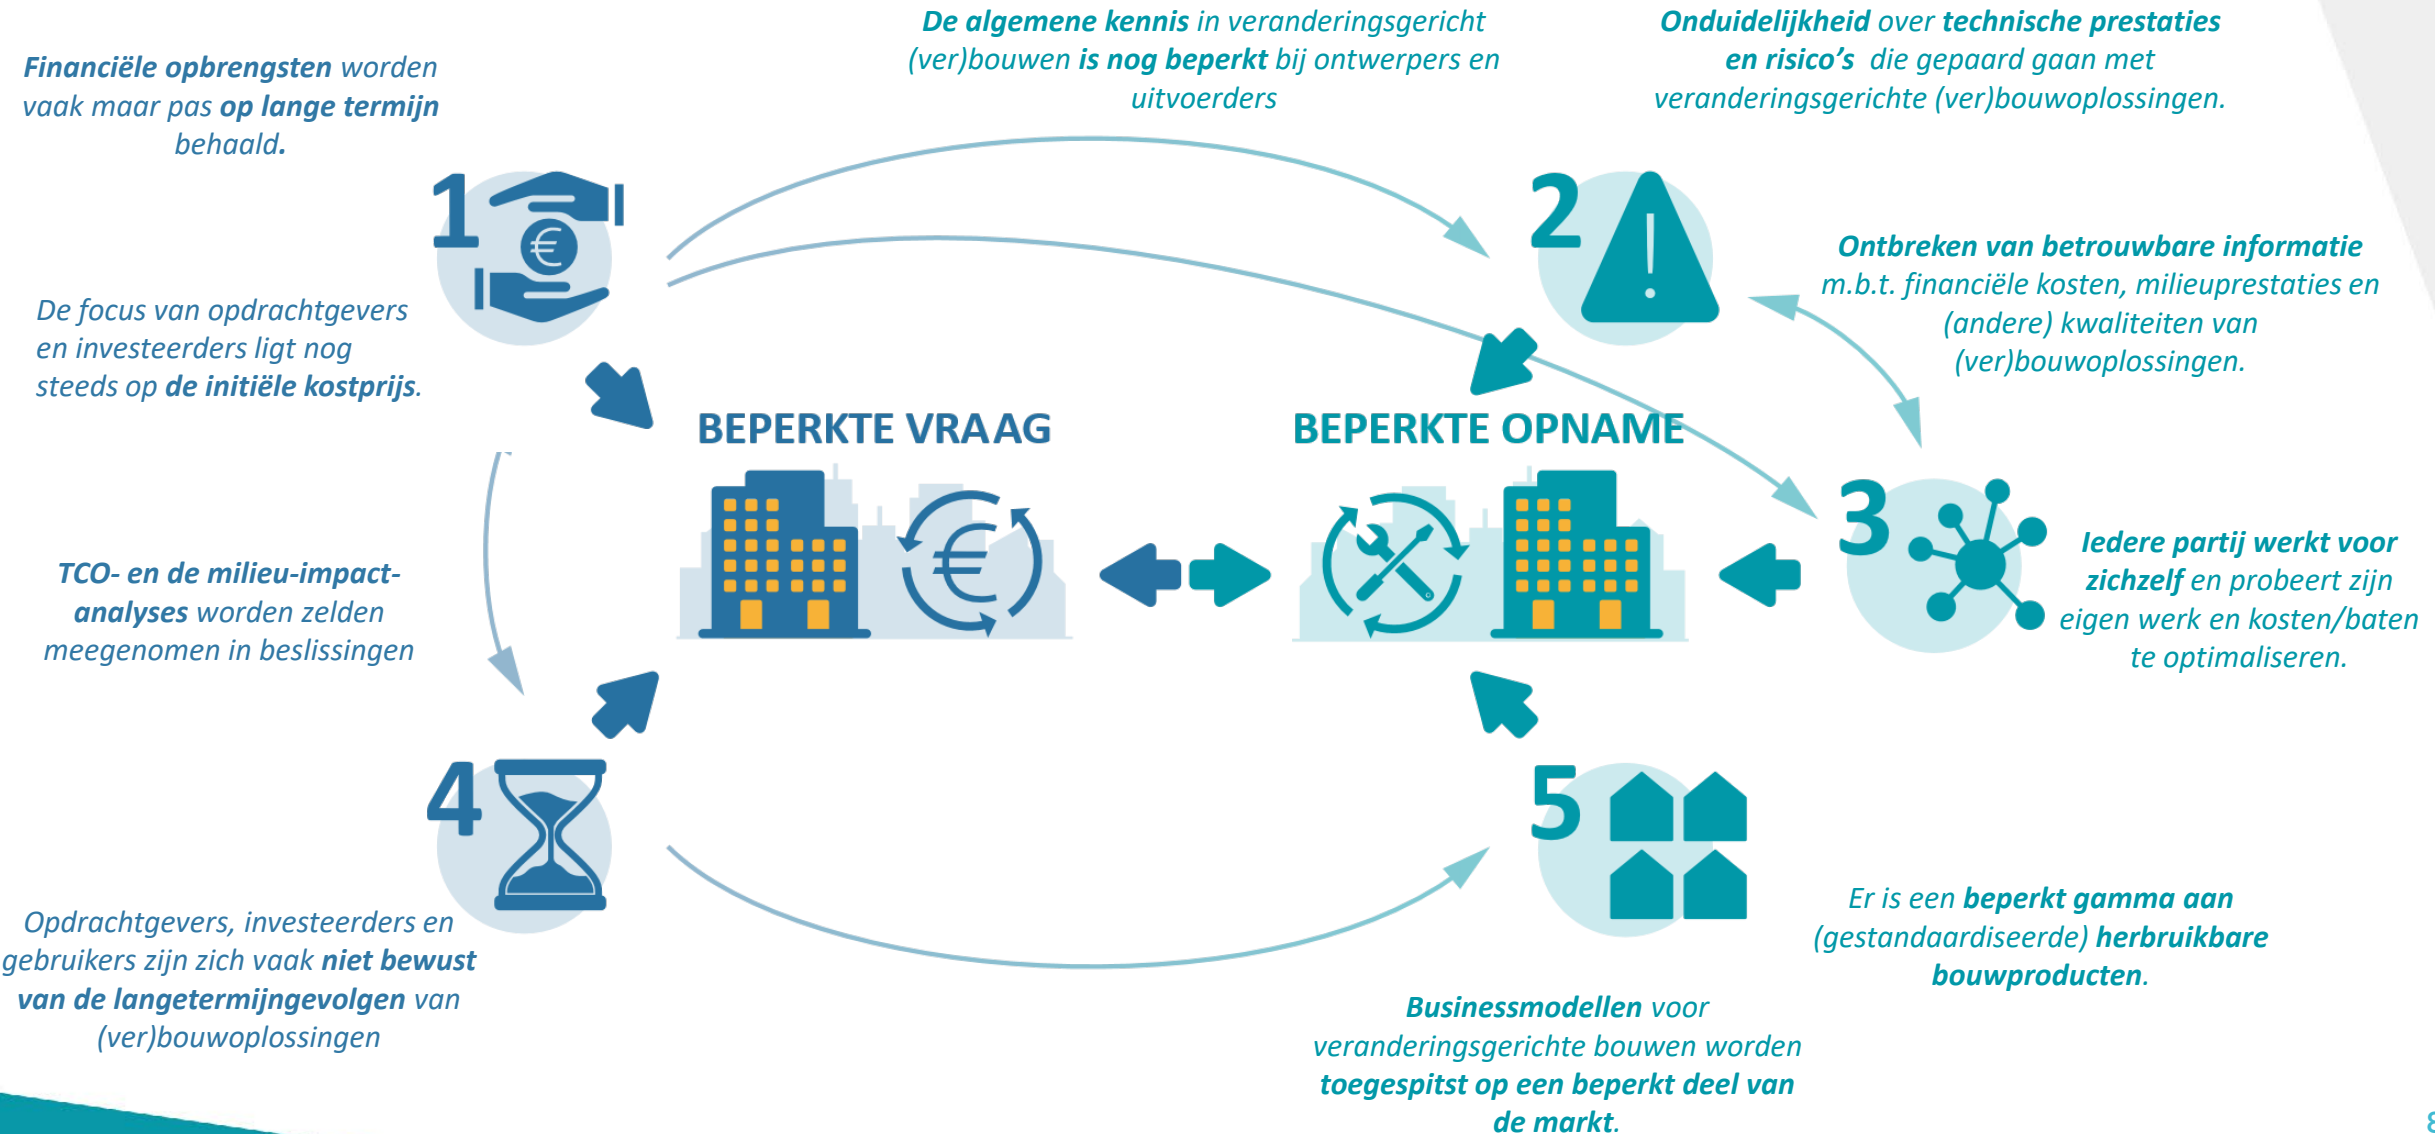 Financiële opbrengsten worden
vaak maar pas op lange termijn
behaald.
De algemene kennis in veranderingsgericht
(ver)bouwen is nog beperkt bij ontwerpers en
uitvoerders
Onduidelijkheid over technische prestaties
en risico's die gepaard gaan met
veranderingsgerichte (ver)bouwoplossingen.
1
€
2
!
De focus van opdrachtgevers
en investeerders ligt nog
steeds op de initiële kostprijs.
Ontbreken van betrouwbare informatie
m.b.t. financiële kosten, milieuprestaties en
(andere) kwaliteiten van
(ver)bouwoplossingen.
BEPERKTE VRAAG
€
BEPERKTE OPNAME
3
Iedere partij werkt voor
zichzelf en probeert zijn
eigen werk en kosten/baten
te optimaliseren.
TCO- en de milieu-impact-
analyses worden zelden
meegenomen in beslissingen
4
5
Opdrachtgevers, investeerders en
gebruikers zijn zich vaak niet bewust
van de langetermijngevolgen van
(ver)bouwoplossingen
Er is een beperkt gamma aan
(gestandaardiseerde) herbruikbare
bouwproducten.
Businessmodellen voor
veranderingsgerichte bouwen worden
toegespitst op een beperkt deel van
de markt.